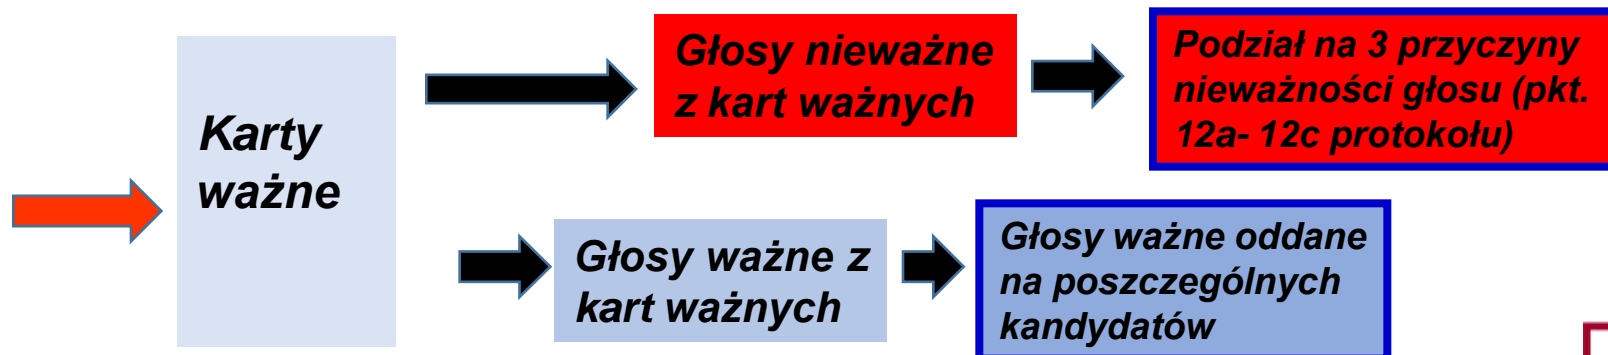 Karty
ważne
Głosy nieważne
z kart ważnych
Podział na 3 przyczyny
nieważności głosu (pkt.
12a- 12c protokołu)
Głosy ważne z
kart ważnych
Głosy ważne oddane
na poszczególnych
kandydatów